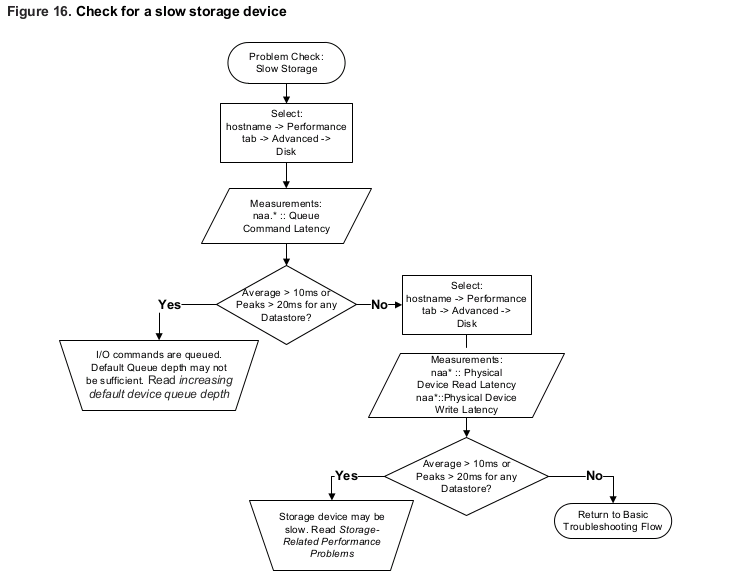 Figure 16. Check for a slow storage device
Problem Check:
Slow Storage
Select:
hostname -> Performance
tab -> Advanced ->
Disk
Measurements:
naa.* :: Queue
Command Latency
Average > 10ms or
Peaks > 20ms for any
Datastore?
Yes
No
I/O commands are queued.
Default Queue depth may not
be sufficient. Read increasing
default device queue depth
Select:
hostname -> Performance
tab -> Advanced ->
Disk
Measurements:
naa* :: Physical
Device Read Latency
naa*::Physical Device
Write Latency
Average > 10ms or
Peaks > 20ms for any
Datastore?
Yes
No
Storage device may be
slow. Read Storage-
Related Performance
Problems
Return to Basic
Troubleshooting Flow